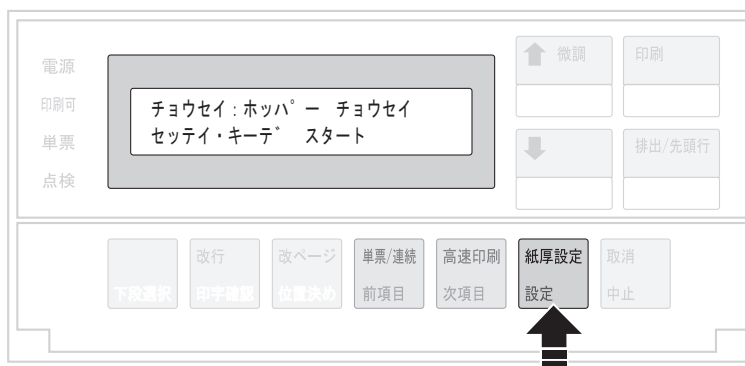 電源
印刷可
単票
点検
チョウセイ:ホッパ゜ー チョウセイ
セッテイ・キーデ゛ スタート
微調
印刷
排出/先頭行
下段選択
改行
印字確認
改ページ
位置決め
単票/連続
前項目
高速印刷
次項目
紙厚設定
設定
取消
中止